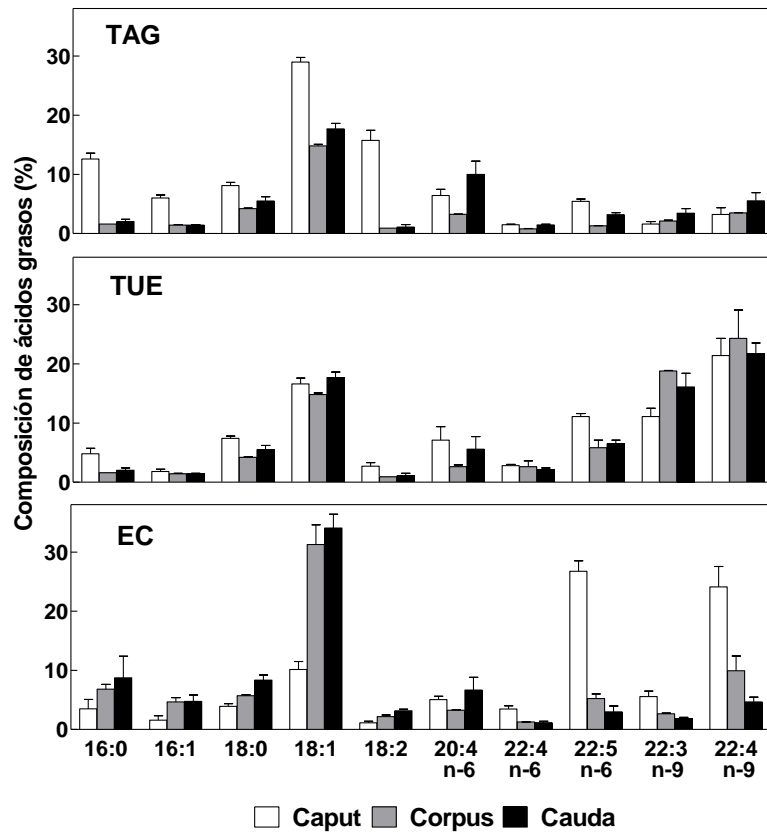 Composición de ácidos grasos (%)
TAG
30
20
10
0
TUE
30
20
10
0
EC
30
20
10
0
16:0 16:1 18:0 18:1 18:2 20:4 22:4 22:5 22:3 22:4
n-6 n-6 n-6 n-9 n-9
Caput Corpus Cauda